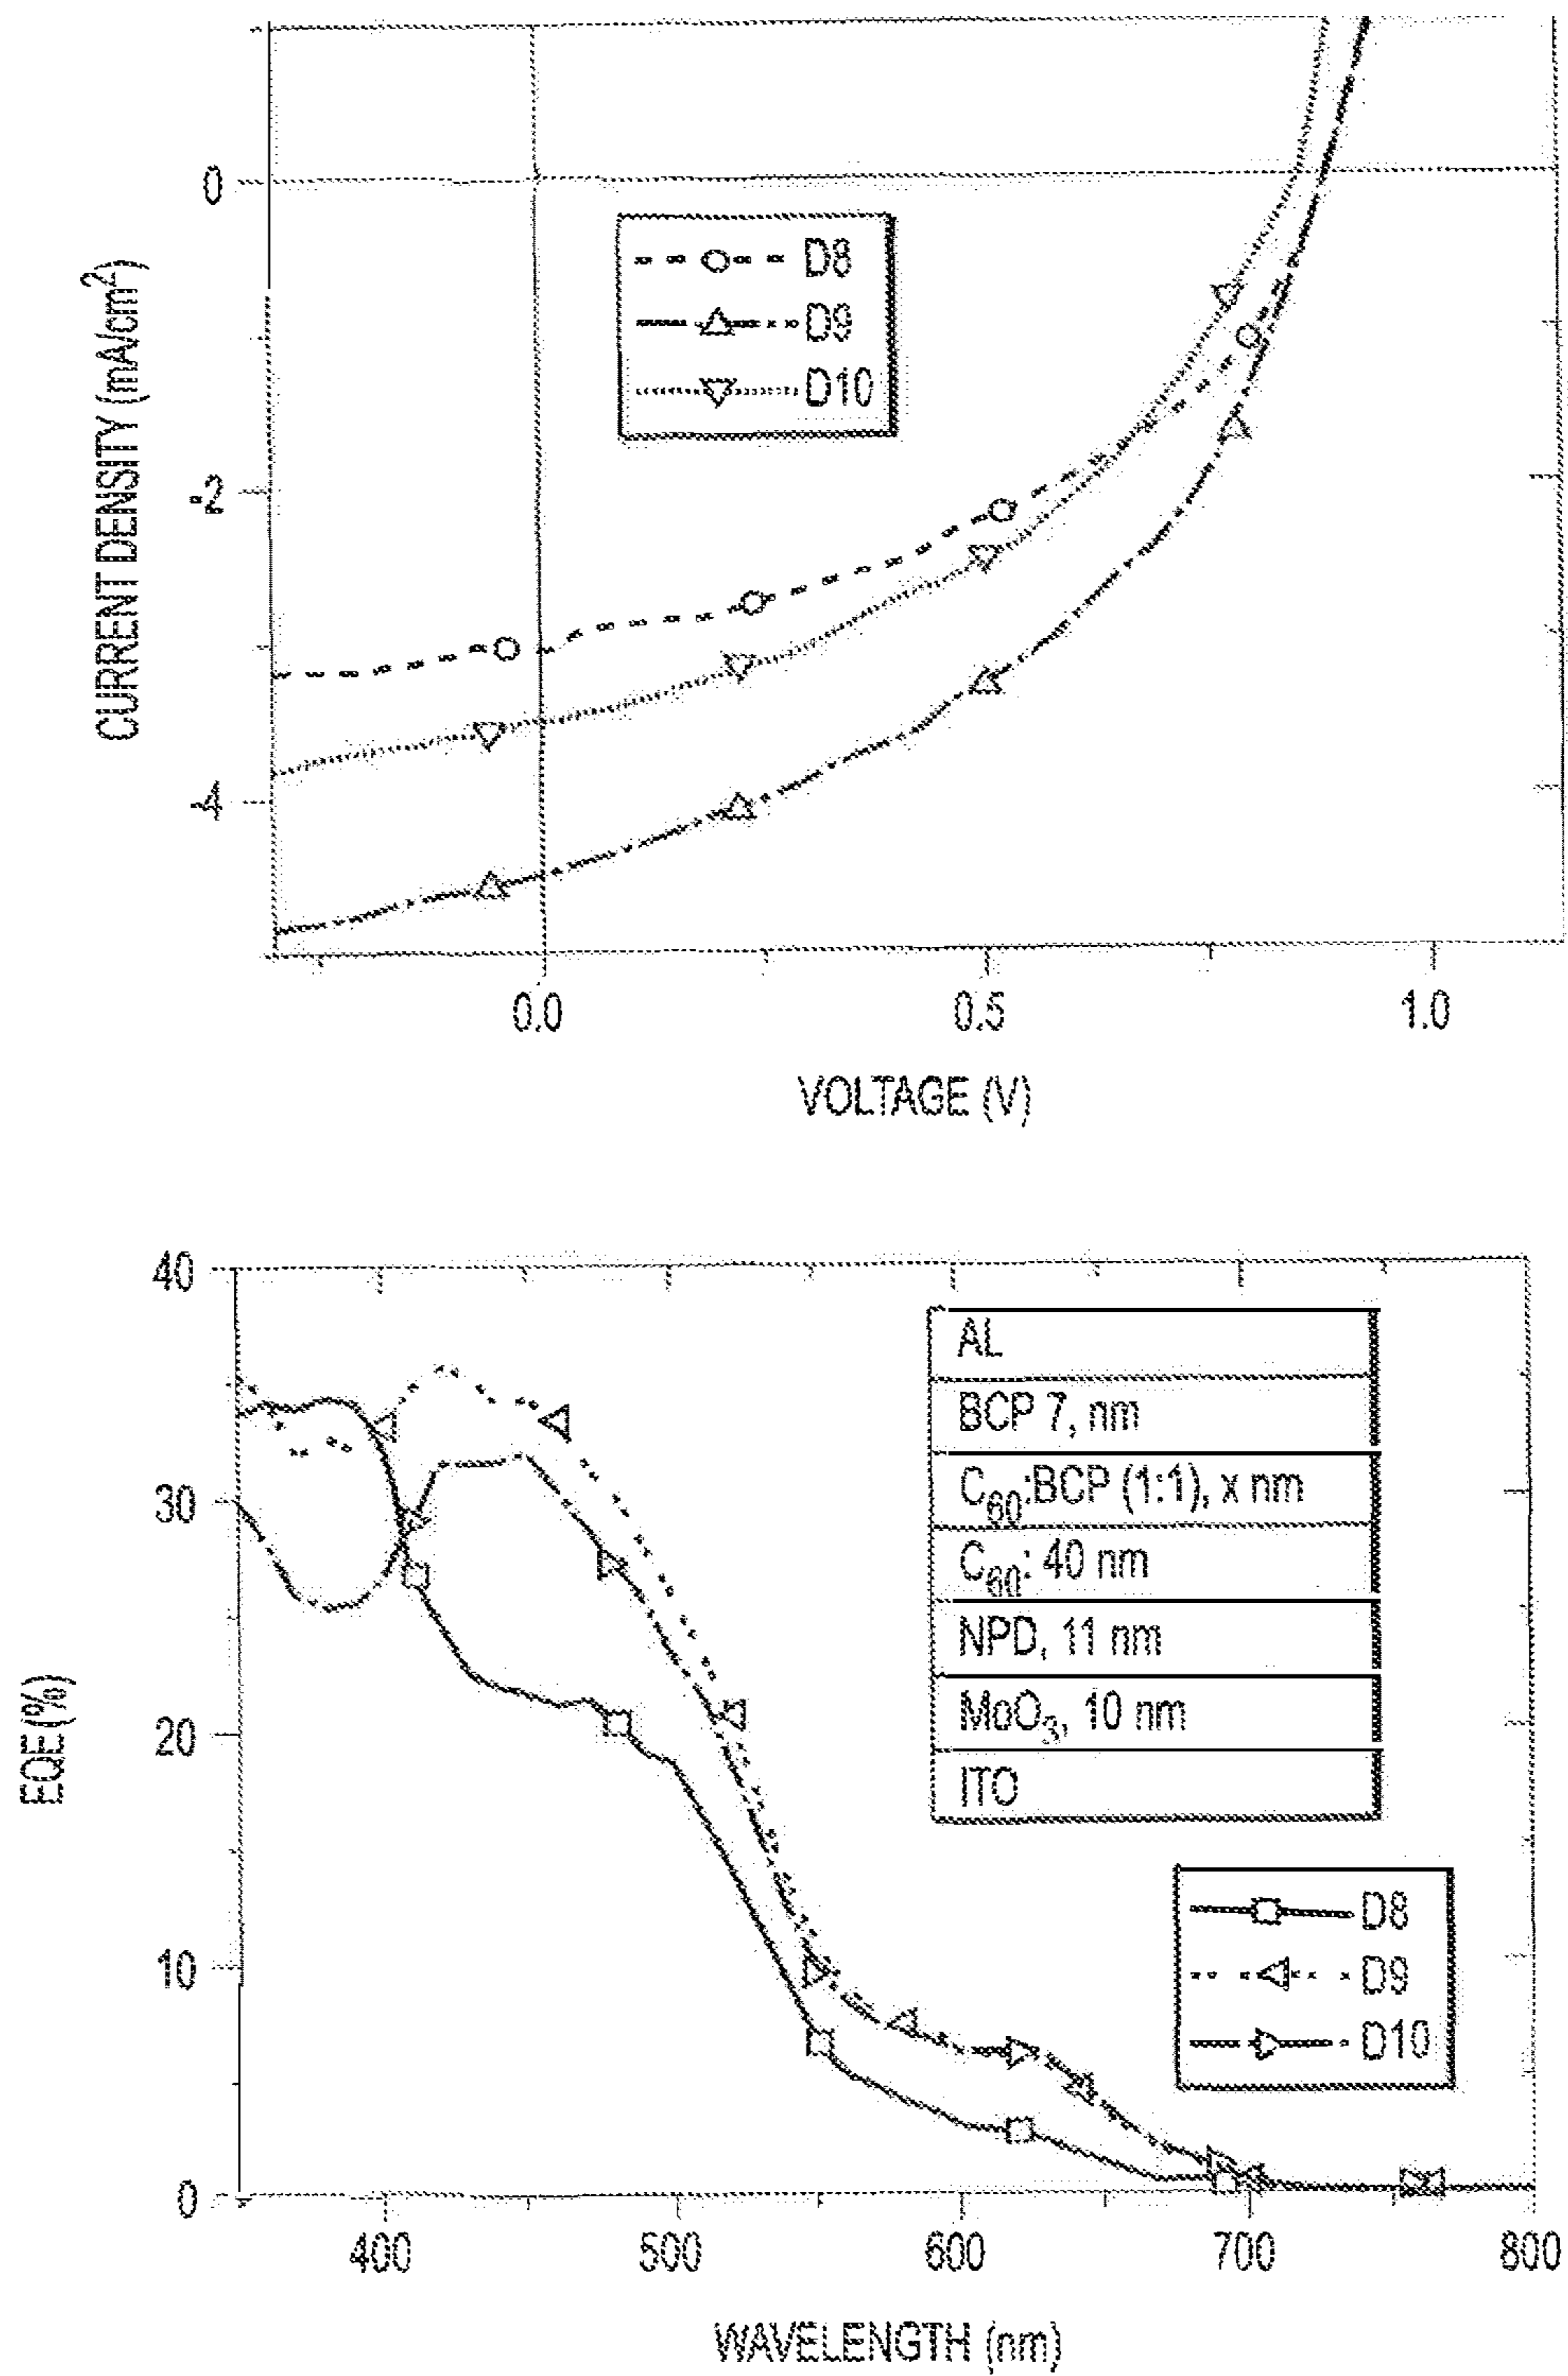 0
-2
-4
CURRENT DENSITY (mA/cm²)
D8
D9
D10
0.0
0.5
1.0
VOLTAGE (V)
40
30
20
10
0
EQE(%)
AL
BCP 7, nm
C₆₀:BCP (1:1), x nm
C₆₀: 40 nm
NPD, 11 nm
MoO₃, 10 nm
ITO
D8
D9
D10
400
500
600
700
800
WAVELENGTH (nm)